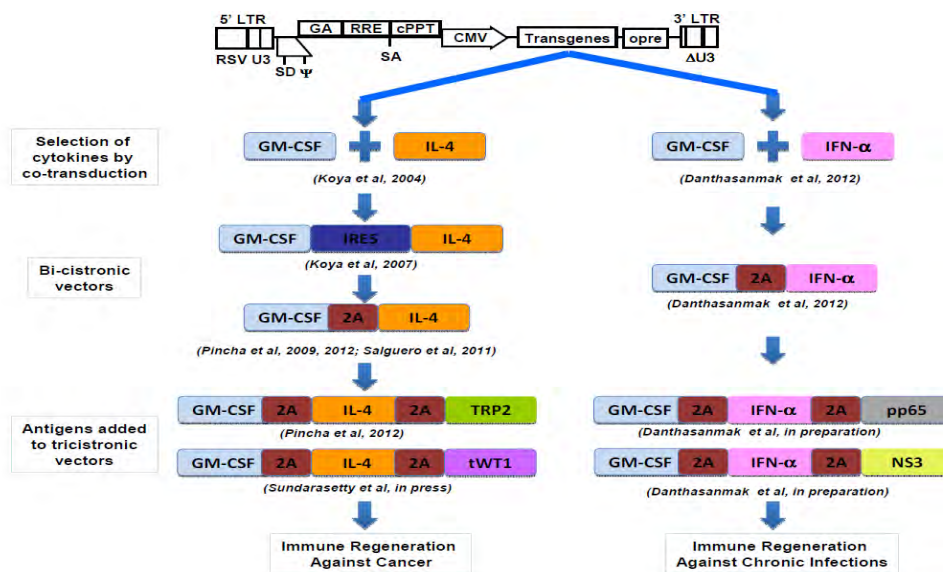 5' LTR
GA RRE cPPT
3' LTR
CMV
Transgenes
opre
RSV U3
SA
ΔU3
SD Ψ
Selection of
cytokines by
co-transduction
GM-CSF
IL-4
GM-CSF
IFN-α
(Koya et al, 2004)
(Danthasanmak et al, 2012)
GM-CSF IRES IL-4
(Koya et al, 2007)
Bi-cistronic
vectors
GM-CSF 2A IFN-α
(Danthasanmak et al, 2012)
GM-CSF 2A IL-4
(Pincha et al, 2009, 2012; Salguero et al, 2011)
Antigens added
to tricistronic
vectors
GM-CSF 2A IL-4 2A TRP2
(Pincha et al, 2012)
GM-CSF 2A IL-4 2A tWT1
(Sundarasetty et al, in press)
GM-CSF 2A IFN-α 2A pp65
(Danthasanmak et al, in preparation)
GM-CSF 2A IFN-α 2A NS3
(Danthasanmak et al, in preparation)
Immune Regeneration
Against Cancer
Immune Regeneration
Against Chronic Infections